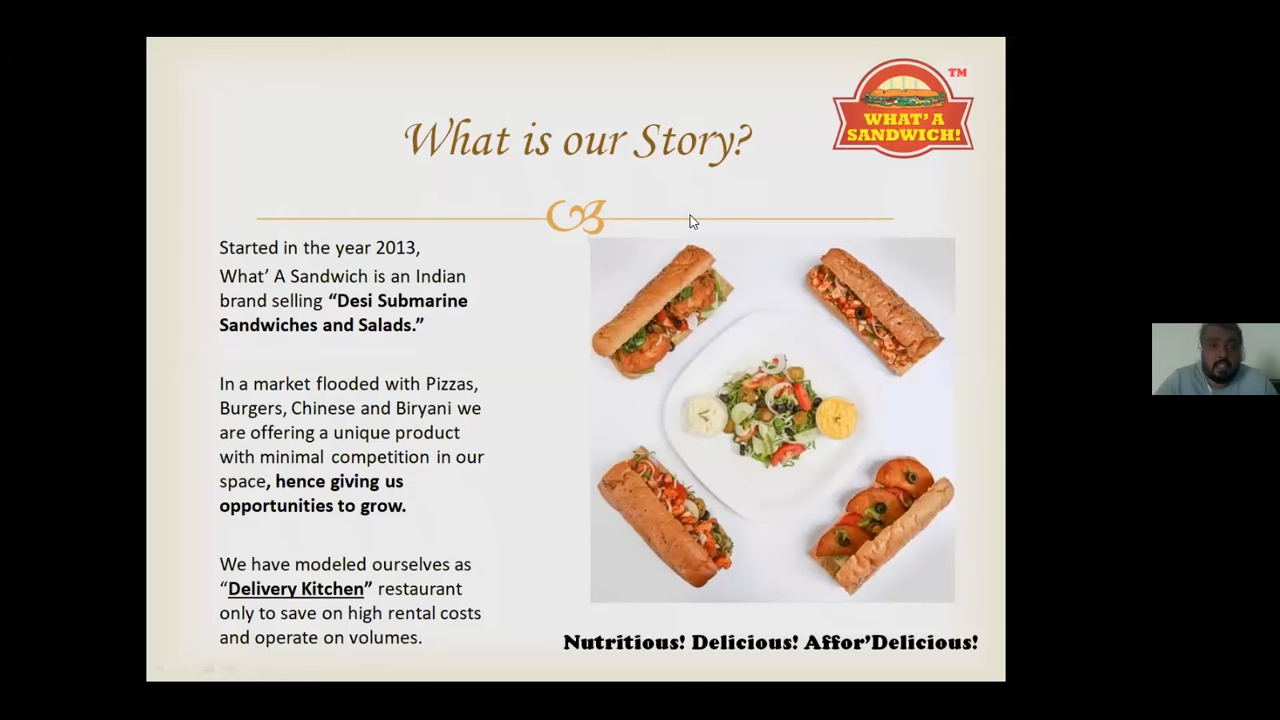 TM
WHAT' A
SANDWICH!
What is our Story?
Started in the year 2013,
What' A Sandwich is an Indian
brand selling “Desi Submarine
Sandwiches and Salads.”
In a market flooded with Pizzas,
Burgers, Chinese and Biryani we
are offering a unique product
with minimal competition in our
space, hence giving us
opportunities to grow.
We have modeled ourselves as
“Delivery Kitchen” restaurant
only to save on high rental costs
and operate on volumes.
Nutritious! Delicious! Affor'Delicious!